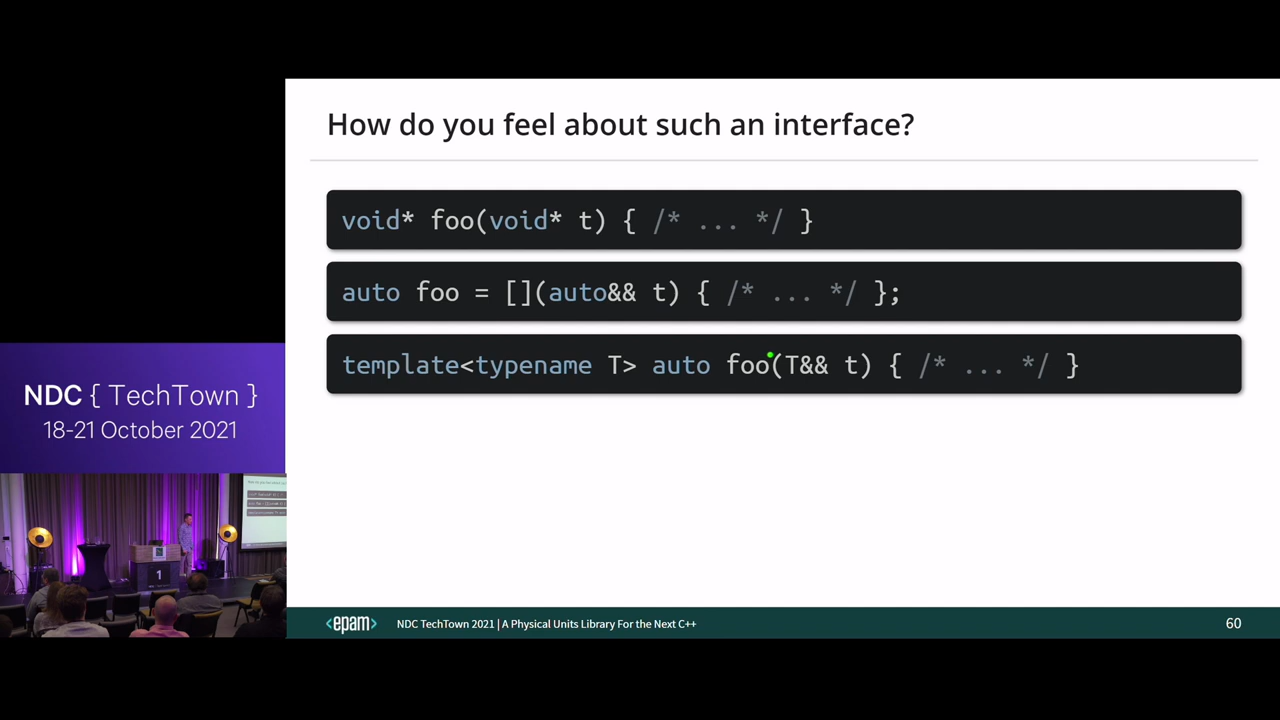 How do you feel about such an interface?
void* foo(void* t) { /* ... */ }
auto foo = [](auto&& t) { /* ... */ };
template<typename T> auto foo(T&& t) { /* ... */ }
NDC { TechTown }
18-21 October 2021
1
<epam>
NDC TechTown 2021 | A Physical Units Library For the Next C++
60